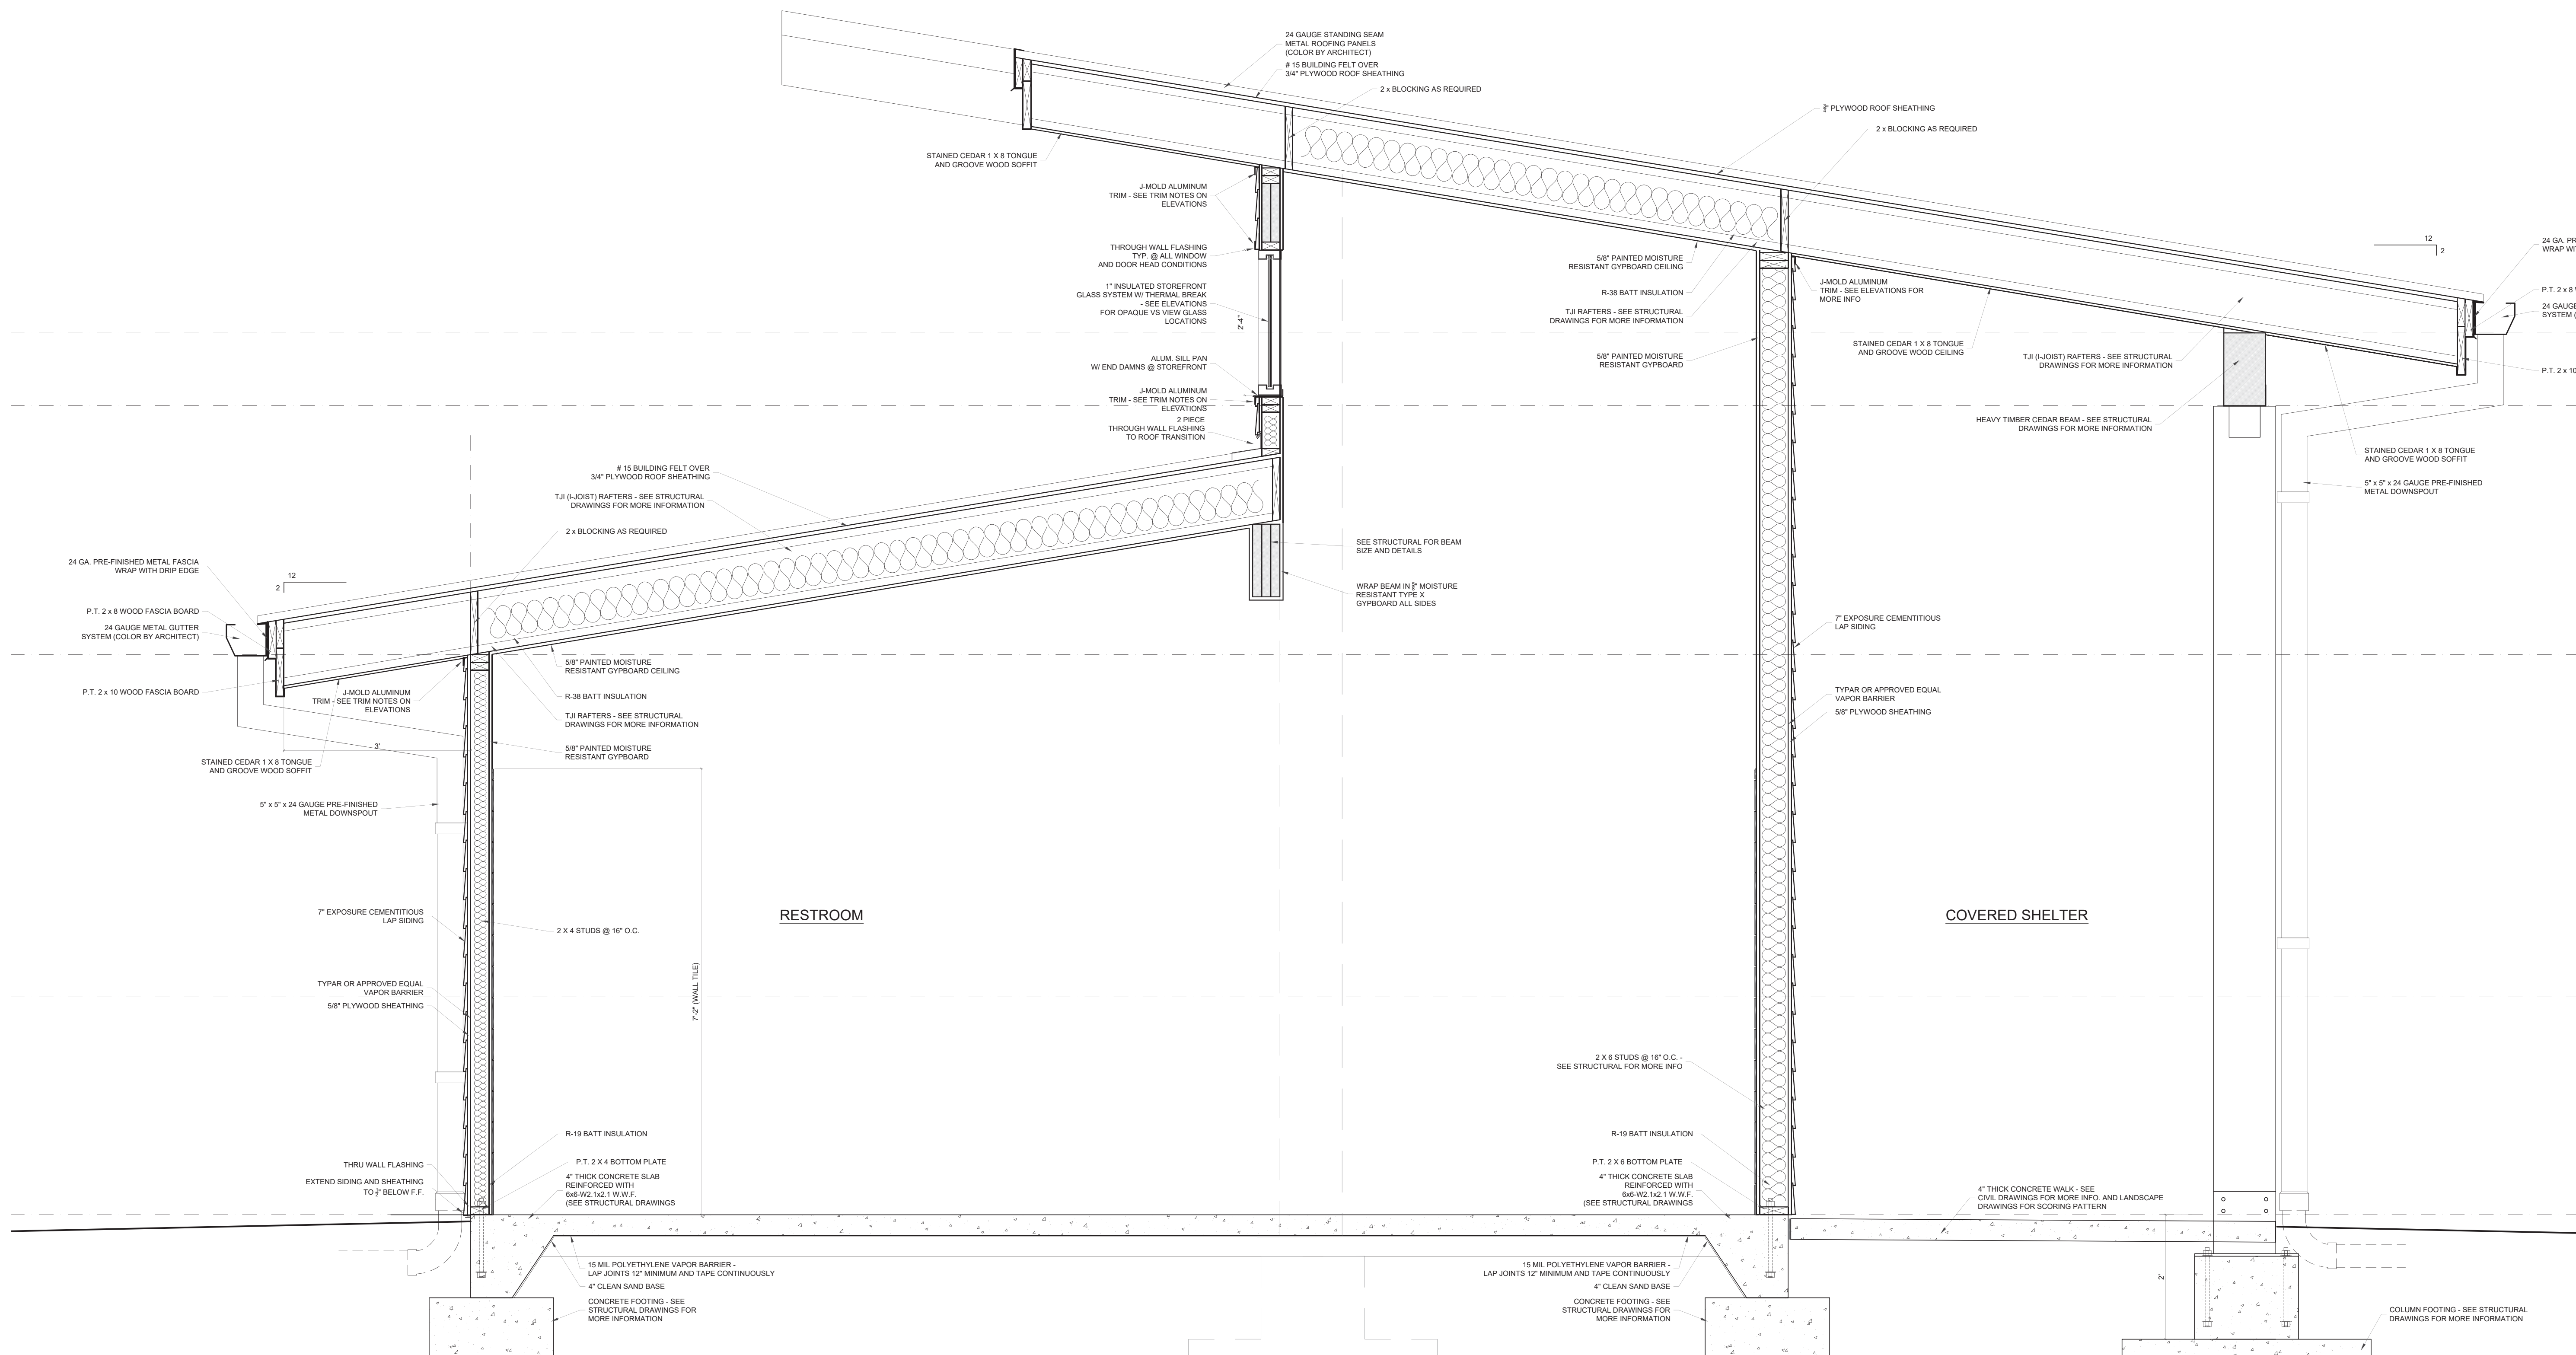 24 GAUGE STANDING SEAM
METAL ROOFING PANELS
(COLOR BY ARCHITECT)
# 15 BUILDING FELT OVER
3/4" PLYWOOD ROOF SHEATHING
2 x BLOCKING AS REQUIRED
¾" PLYWOOD ROOF SHEATHING
2 x BLOCKING AS REQUIRED
STAINED CEDAR 1 X 8 TONGUE
AND GROOVE WOOD SOFFIT
J-MOLD ALUMINUM
TRIM - SEE TRIM NOTES ON
ELEVATIONS
THROUGH WALL FLASHING
TYP. @ ALL WINDOW
AND DOOR HEAD CONDITIONS
1" INSULATED STOREFRONT
GLASS SYSTEM W/ THERMAL BREAK
- SEE ELEVATIONS
FOR OPAQUE VS VIEW GLASS
LOCATIONS
2'-4"
ALUM. SILL PAN
W/ END DAMNS @ STOREFRONT
J-MOLD ALUMINUM
TRIM - SEE TRIM NOTES ON
ELEVATIONS
2 PIECE
THROUGH WALL FLASHING
TO ROOF TRANSITION
5/8" PAINTED MOISTURE
RESISTANT GYPBOARD CEILING
R-38 BATT INSULATION
TJI RAFTERS - SEE STRUCTURAL
DRAWINGS FOR MORE INFORMATION
5/8" PAINTED MOISTURE
RESISTANT GYPBOARD
J-MOLD ALUMINUM
TRIM - SEE ELEVATIONS FOR
MORE INFO
STAINED CEDAR 1 X 8 TONGUE
AND GROOVE WOOD CEILING
TJI (I-JOIST) RAFTERS - SEE STRUCTURAL
DRAWINGS FOR MORE INFORMATION
HEAVY TIMBER CEDAR BEAM - SEE STRUCTURAL
DRAWINGS FOR MORE INFORMATION
12
2
24 GA. PR
WRAP WI
P.T. 2 x 8
24 GAUGE
SYSTEM (
P.T. 2 x 10
STAINED CEDAR 1 X 8 TONGUE
AND GROOVE WOOD SOFFIT
5" x 5" x 24 GAUGE PRE-FINISHED
METAL DOWNSPOUT
# 15 BUILDING FELT OVER
3/4" PLYWOOD ROOF SHEATHING
TJI (I-JOIST) RAFTERS - SEE STRUCTURAL
DRAWINGS FOR MORE INFORMATION
2 x BLOCKING AS REQUIRED
24 GA. PRE-FINISHED METAL FASCIA
WRAP WITH DRIP EDGE
12
2
P.T. 2 x 8 WOOD FASCIA BOARD
24 GAUGE METAL GUTTER
SYSTEM (COLOR BY ARCHITECT)
P.T. 2 x 10 WOOD FASCIA BOARD
J-MOLD ALUMINUM
TRIM - SEE TRIM NOTES ON
ELEVATIONS
3'
STAINED CEDAR 1 X 8 TONGUE
AND GROOVE WOOD SOFFIT
5" x 5" x 24 GAUGE PRE-FINISHED
METAL DOWNSPOUT
5/8" PAINTED MOISTURE
RESISTANT GYPBOARD CEILING
R-38 BATT INSULATION
TJI RAFTERS - SEE STRUCTURAL
DRAWINGS FOR MORE INFORMATION
5/8" PAINTED MOISTURE
RESISTANT GYPBOARD
SEE STRUCTURAL FOR BEAM
SIZE AND DETAILS
WRAP BEAM IN ⅝" MOISTURE
RESISTANT TYPE X
GYPBOARD ALL SIDES
7" EXPOSURE CEMENTITIOUS
LAP SIDING
TYPAR OR APPROVED EQUAL
VAPOR BARRIER
5/8" PLYWOOD SHEATHING
RESTROOM
COVERED SHELTER
7" EXPOSURE CEMENTITIOUS
LAP SIDING
2 X 4 STUDS @ 16" O.C.
7'-2" (WALL TILE)
TYPAR OR APPROVED EQUAL
VAPOR BARRIER
5/8" PLYWOOD SHEATHING
2 X 6 STUDS @ 16" O.C. -
SEE STRUCTURAL FOR MORE INFO
THRU WALL FLASHING
EXTEND SIDING AND SHEATHING
TO ½" BELOW F.F.
R-19 BATT INSULATION
P.T. 2 X 4 BOTTOM PLATE
4" THICK CONCRETE SLAB
REINFORCED WITH
6x6-W2.1x2.1 W.W.F.
(SEE STRUCTURAL DRAWINGS
R-19 BATT INSULATION
P.T. 2 X 6 BOTTOM PLATE
4" THICK CONCRETE SLAB
REINFORCED WITH
6x6-W2.1x2.1 W.W.F.
(SEE STRUCTURAL DRAWINGS
4" THICK CONCRETE WALK - SEE
CIVIL DRAWINGS FOR MORE INFO. AND LANDSCAPE
DRAWINGS FOR SCORING PATTERN
15 MIL POLYETHYLENE VAPOR BARRIER -
LAP JOINTS 12" MINIMUM AND TAPE CONTINUOUSLY
4" CLEAN SAND BASE
CONCRETE FOOTING - SEE
STRUCTURAL DRAWINGS FOR
MORE INFORMATION
15 MIL POLYETHYLENE VAPOR BARRIER -
LAP JOINTS 12" MINIMUM AND TAPE CONTINUOUSLY
4" CLEAN SAND BASE
CONCRETE FOOTING - SEE
STRUCTURAL DRAWINGS FOR
MORE INFORMATION
2'
COLUMN FOOTING - SEE STRUCTURAL
DRAWINGS FOR MORE INFORMATION